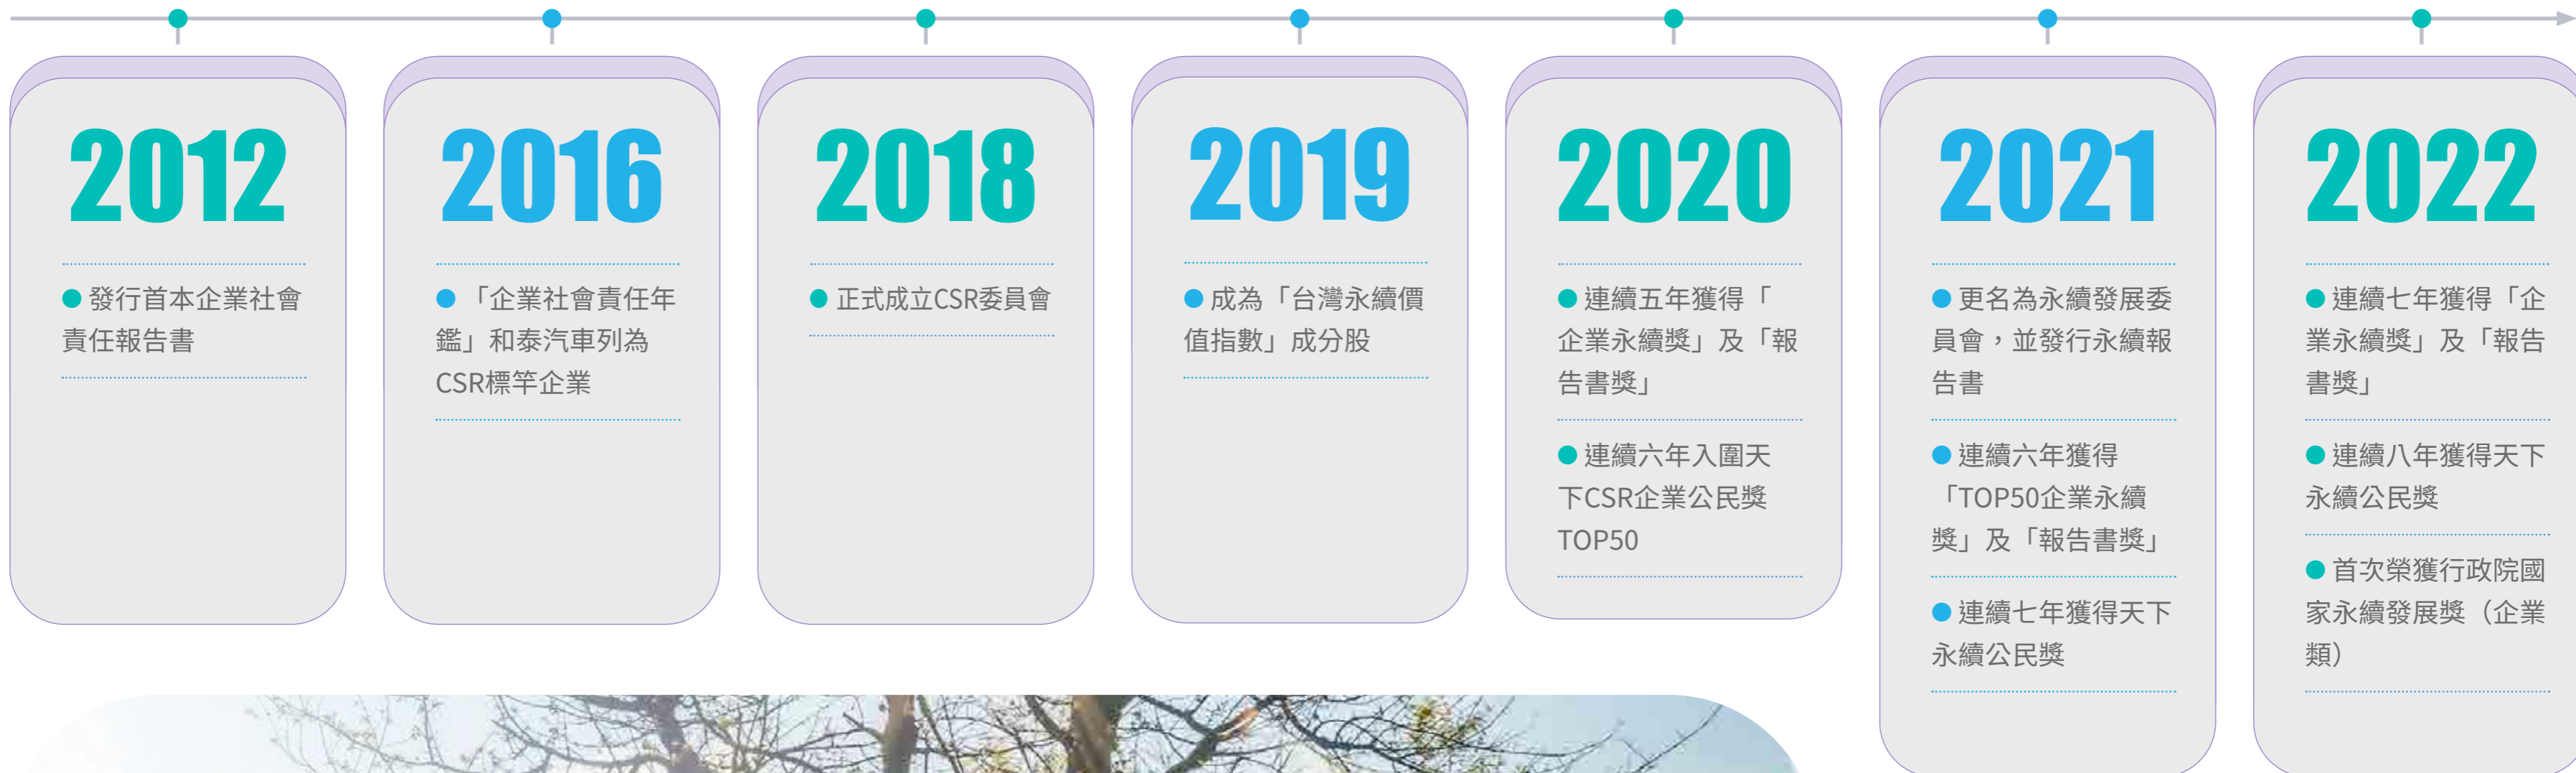 2012
● 發行首本企業社會
責任報告書
2016
● 「企業社會責任年
鑑」和泰汽車列為
CSR標竿企業
2018
● 正式成立CSR委員會
2019
● 成為「台灣永續價
值指數」成分股
2020
● 連續五年獲得「
企業永續獎」及「報
告書獎」
● 連續六年入圍天
下CSR企業公民獎
TOP50
2021
● 更名為永續發展委
員會，並發行永續報
告書
● 連續六年獲得
「TOP50企業永續
獎」及「報告書獎」
● 連續七年獲得天下
永續公民獎
2022
● 連續七年獲得「企
業永續獎」及「報告
書獎」
● 連續八年獲得天下
永續公民獎
● 首次榮獲行政院國
家永續發展獎（企業
類）